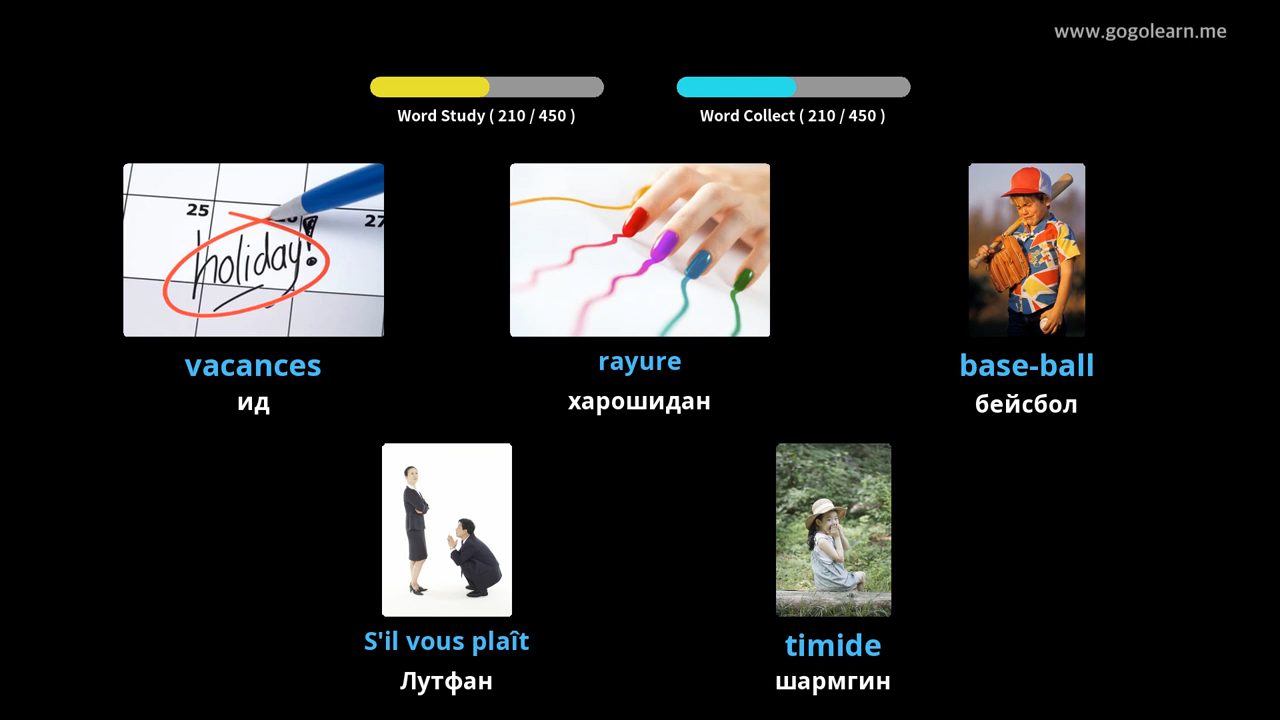 www.gogolearn.me
Word Study ( 210 / 450 )
Word Collect ( 210 / 450 )
25
27
holiday!
vacances
ид
rayure
харошидан
base-ball
бейсбол
S'il vous plaît
Лутфан
timide
шармгин